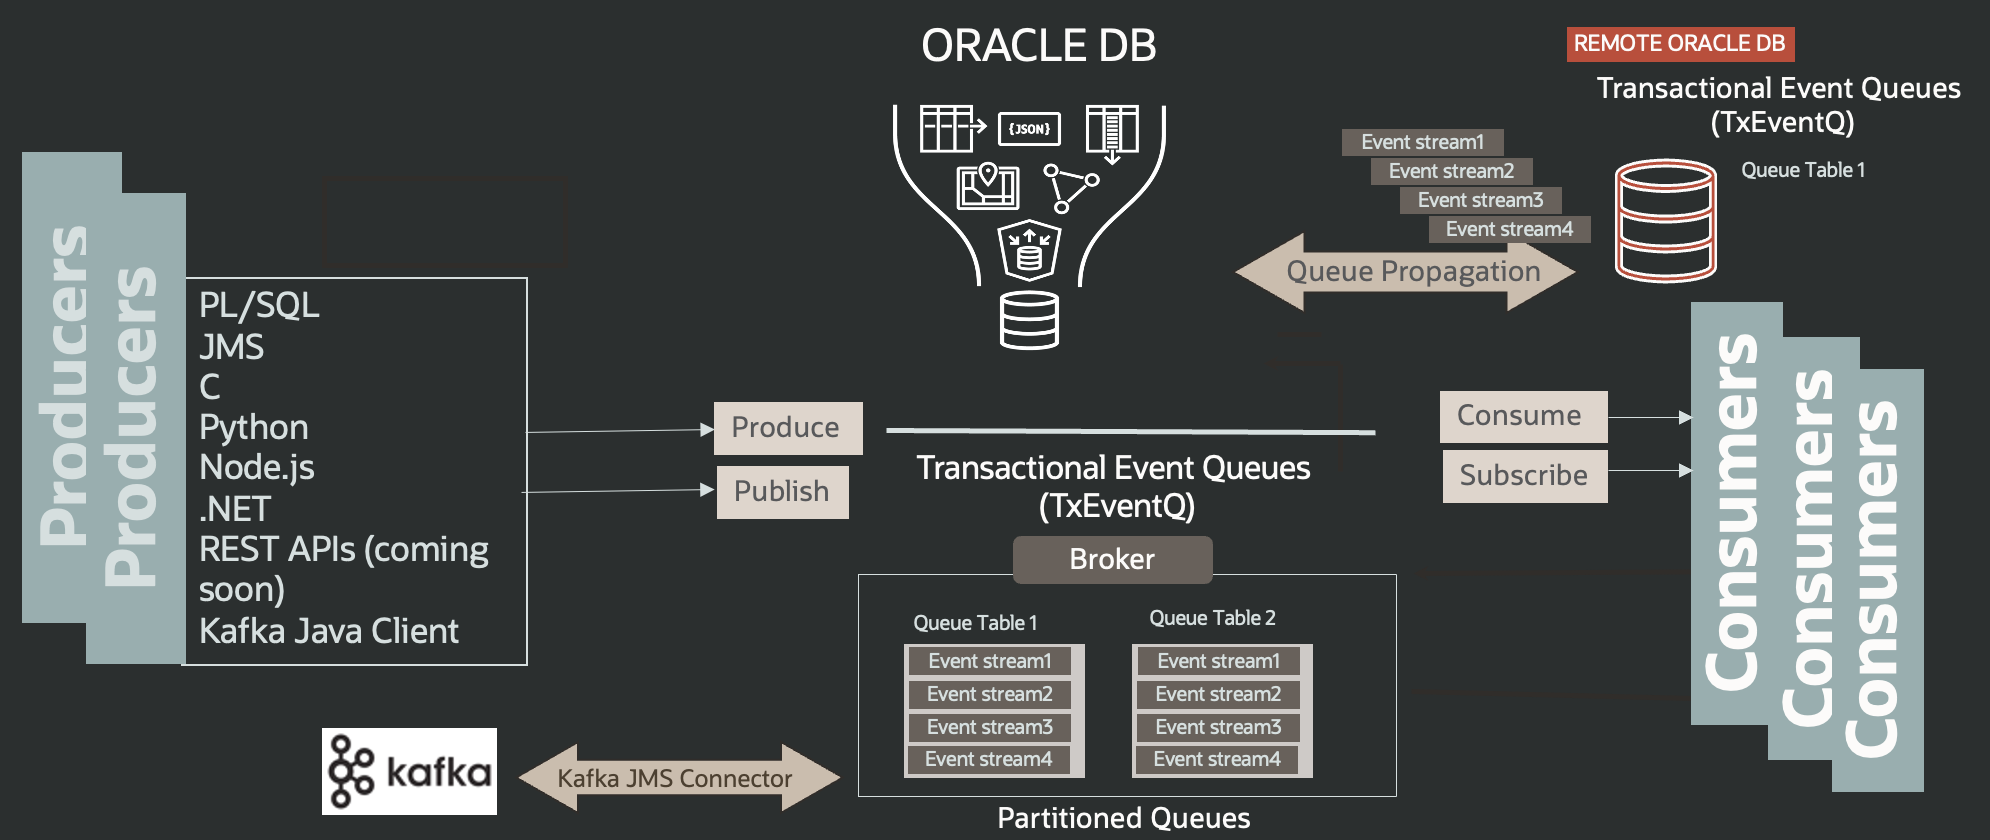 ORACLE DB
REMOTE ORACLE DB
Transactional Event Queues
(TxEventQ)
{JSON}
Event stream1
Event stream2
Event stream3
Event stream4
Queue Table 1
Queue Propagation
Producers
Producers
PL/SQL
JMS
C
Python
Node.js
.NET
REST APIs (coming
soon)
Kafka Java Client
Produce
Publish
Transactional Event Queues
(TxEventQ)
Broker
Queue Table 1
Event stream1
Event stream2
Event stream3
Event stream4
Queue Table 2
Event stream1
Event stream2
Event stream3
Event stream4
Partitioned Queues
kafka
Kafka JMS Connector
Consume
Subscribe
Consumers
Consumers
Consumers